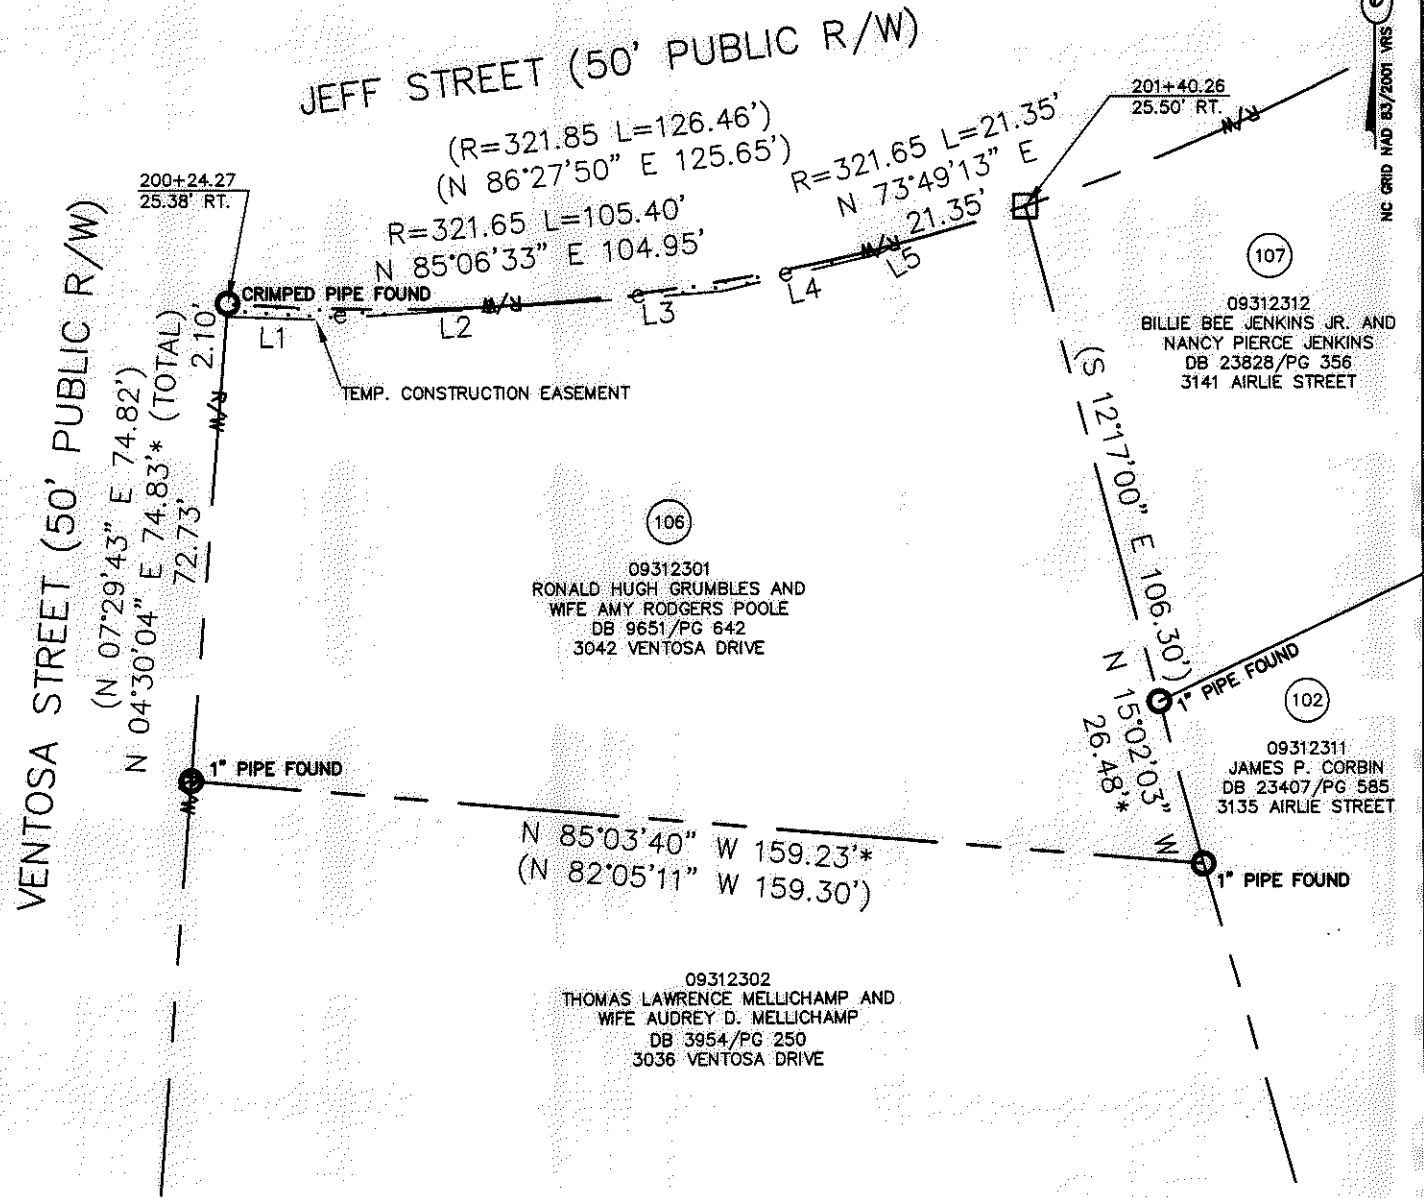 JEFF STREET (50' PUBLIC R/W)
(R=321.85 L=126.46')
(N 86°27'50" E 125.65')
R=321.65 L=105.40'
N 85°06'33" E 104.95'
R=321.65 L=21.35'
N 73°49'13" E
21.35'
201+40.26
25.50' RT.
R/W
NC GRID NAD 83/2001 VRS
200+24.27
25.38' RT.
CRIMPED PIPE FOUND
L1
L2
R/W
L3
L4
R/W
L5
TEMP. CONSTRUCTION EASEMENT
VENTOSA STREET (50' PUBLIC R/W)
(N 07°29'43" E 74.82')
N 04°30'04" E 74.83'* (TOTAL)
72.73'
2.10'
R/W
107
09312312
BILLIE BEE JENKINS JR. AND
NANCY PIERCE JENKINS
DB 23828/PG 356
3141 AIRLIE STREET
(S 12°17'00" E 106.30')
106
09312301
RONALD HUGH GRUMBLES AND
WIFE AMY RODGERS POOLE
DB 9651/PG 642
3042 VENTOSA DRIVE
1" PIPE FOUND
N 15°02'03" W
26.48'*
102
09312311
JAMES P. CORBIN
DB 23407/PG 585
3135 AIRLIE STREET
1" PIPE FOUND
R/W
N 85°03'40" W 159.23'*
(N 82°05'11" W 159.30')
1" PIPE FOUND
09312302
THOMAS LAWRENCE MELLICHAMP AND
WIFE AUDREY D. MELLICHAMP
DB 3954/PG 250
3036 VENTOSA DRIVE